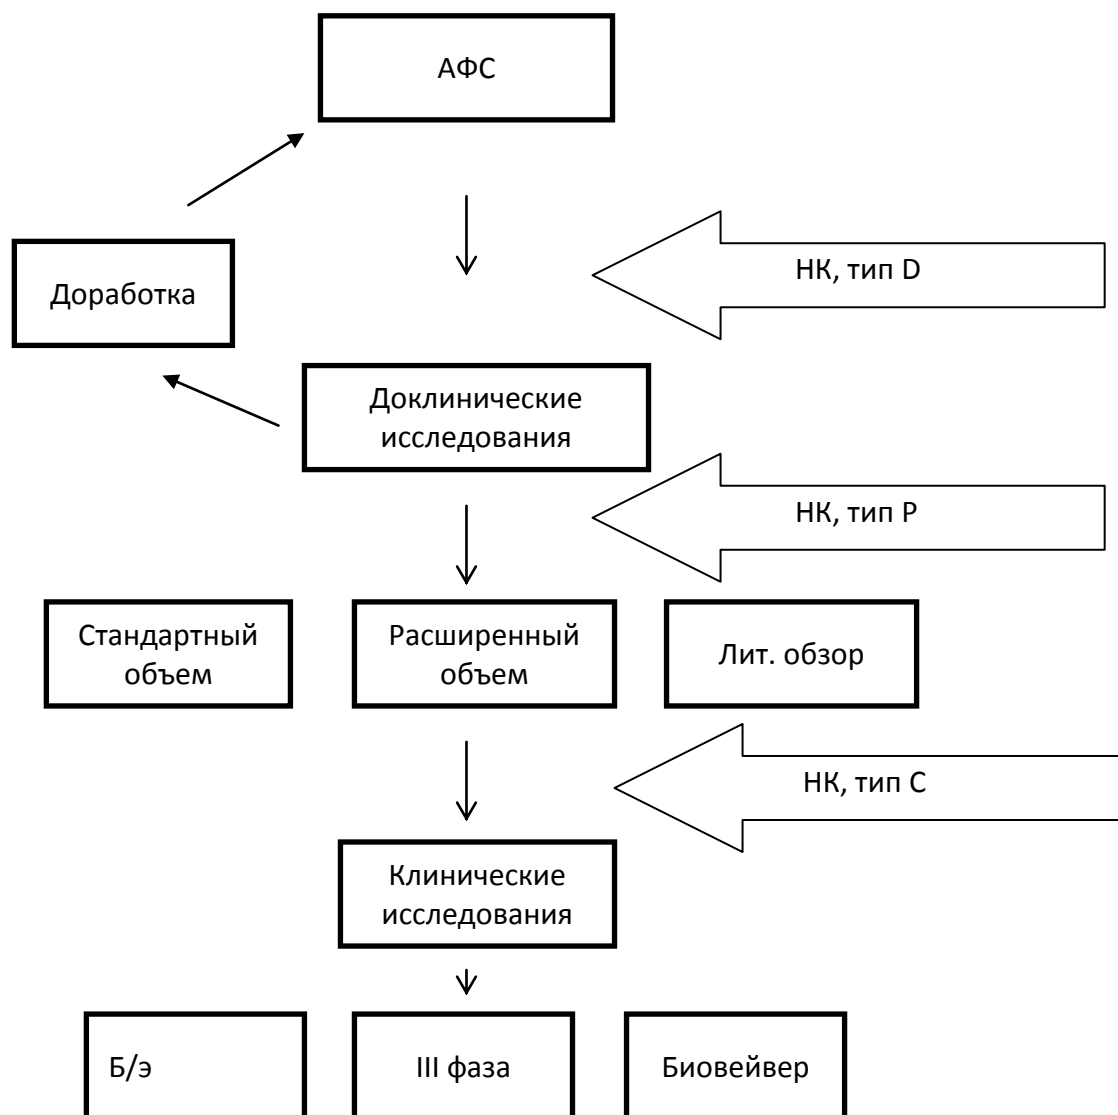 АФС
НК, тип D
Доработка
Доклинические
исследования
НК, тип P
Стандартный
объем
Расширенный
объем
Лит. обзор
НК, тип С
Клинические
исследования
Б/э
III фаза
Биовейвер